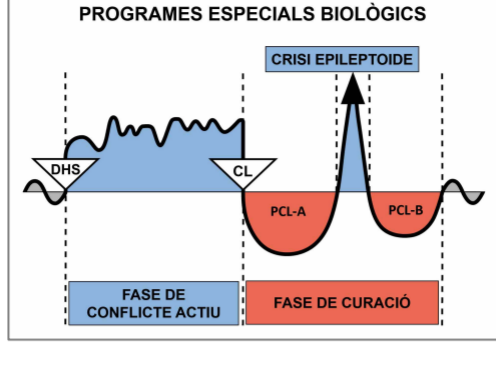 PROGRAMES ESPECIALS BIOLÒGICS
CRISI EPILEPTOIDE
DHS
CL
PCL-A
PCL-B
FASE DE
CONFLICTE ACTIU
FASE DE CURACIÓ